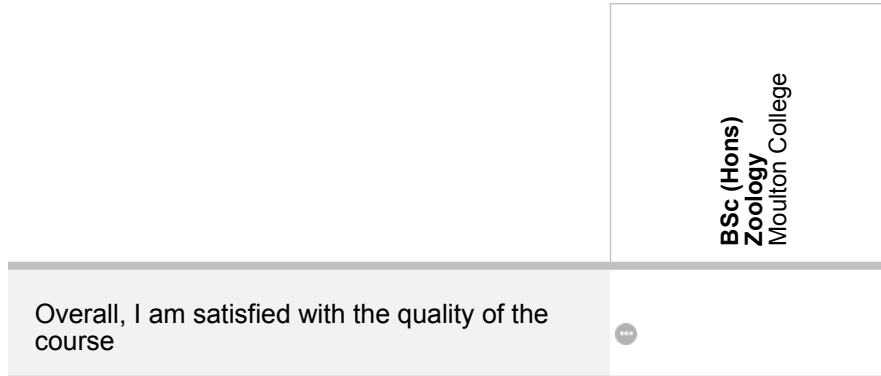 BSc (Hons)
Zoology
Moulton College
Overall, I am satisfied with the quality of the
course